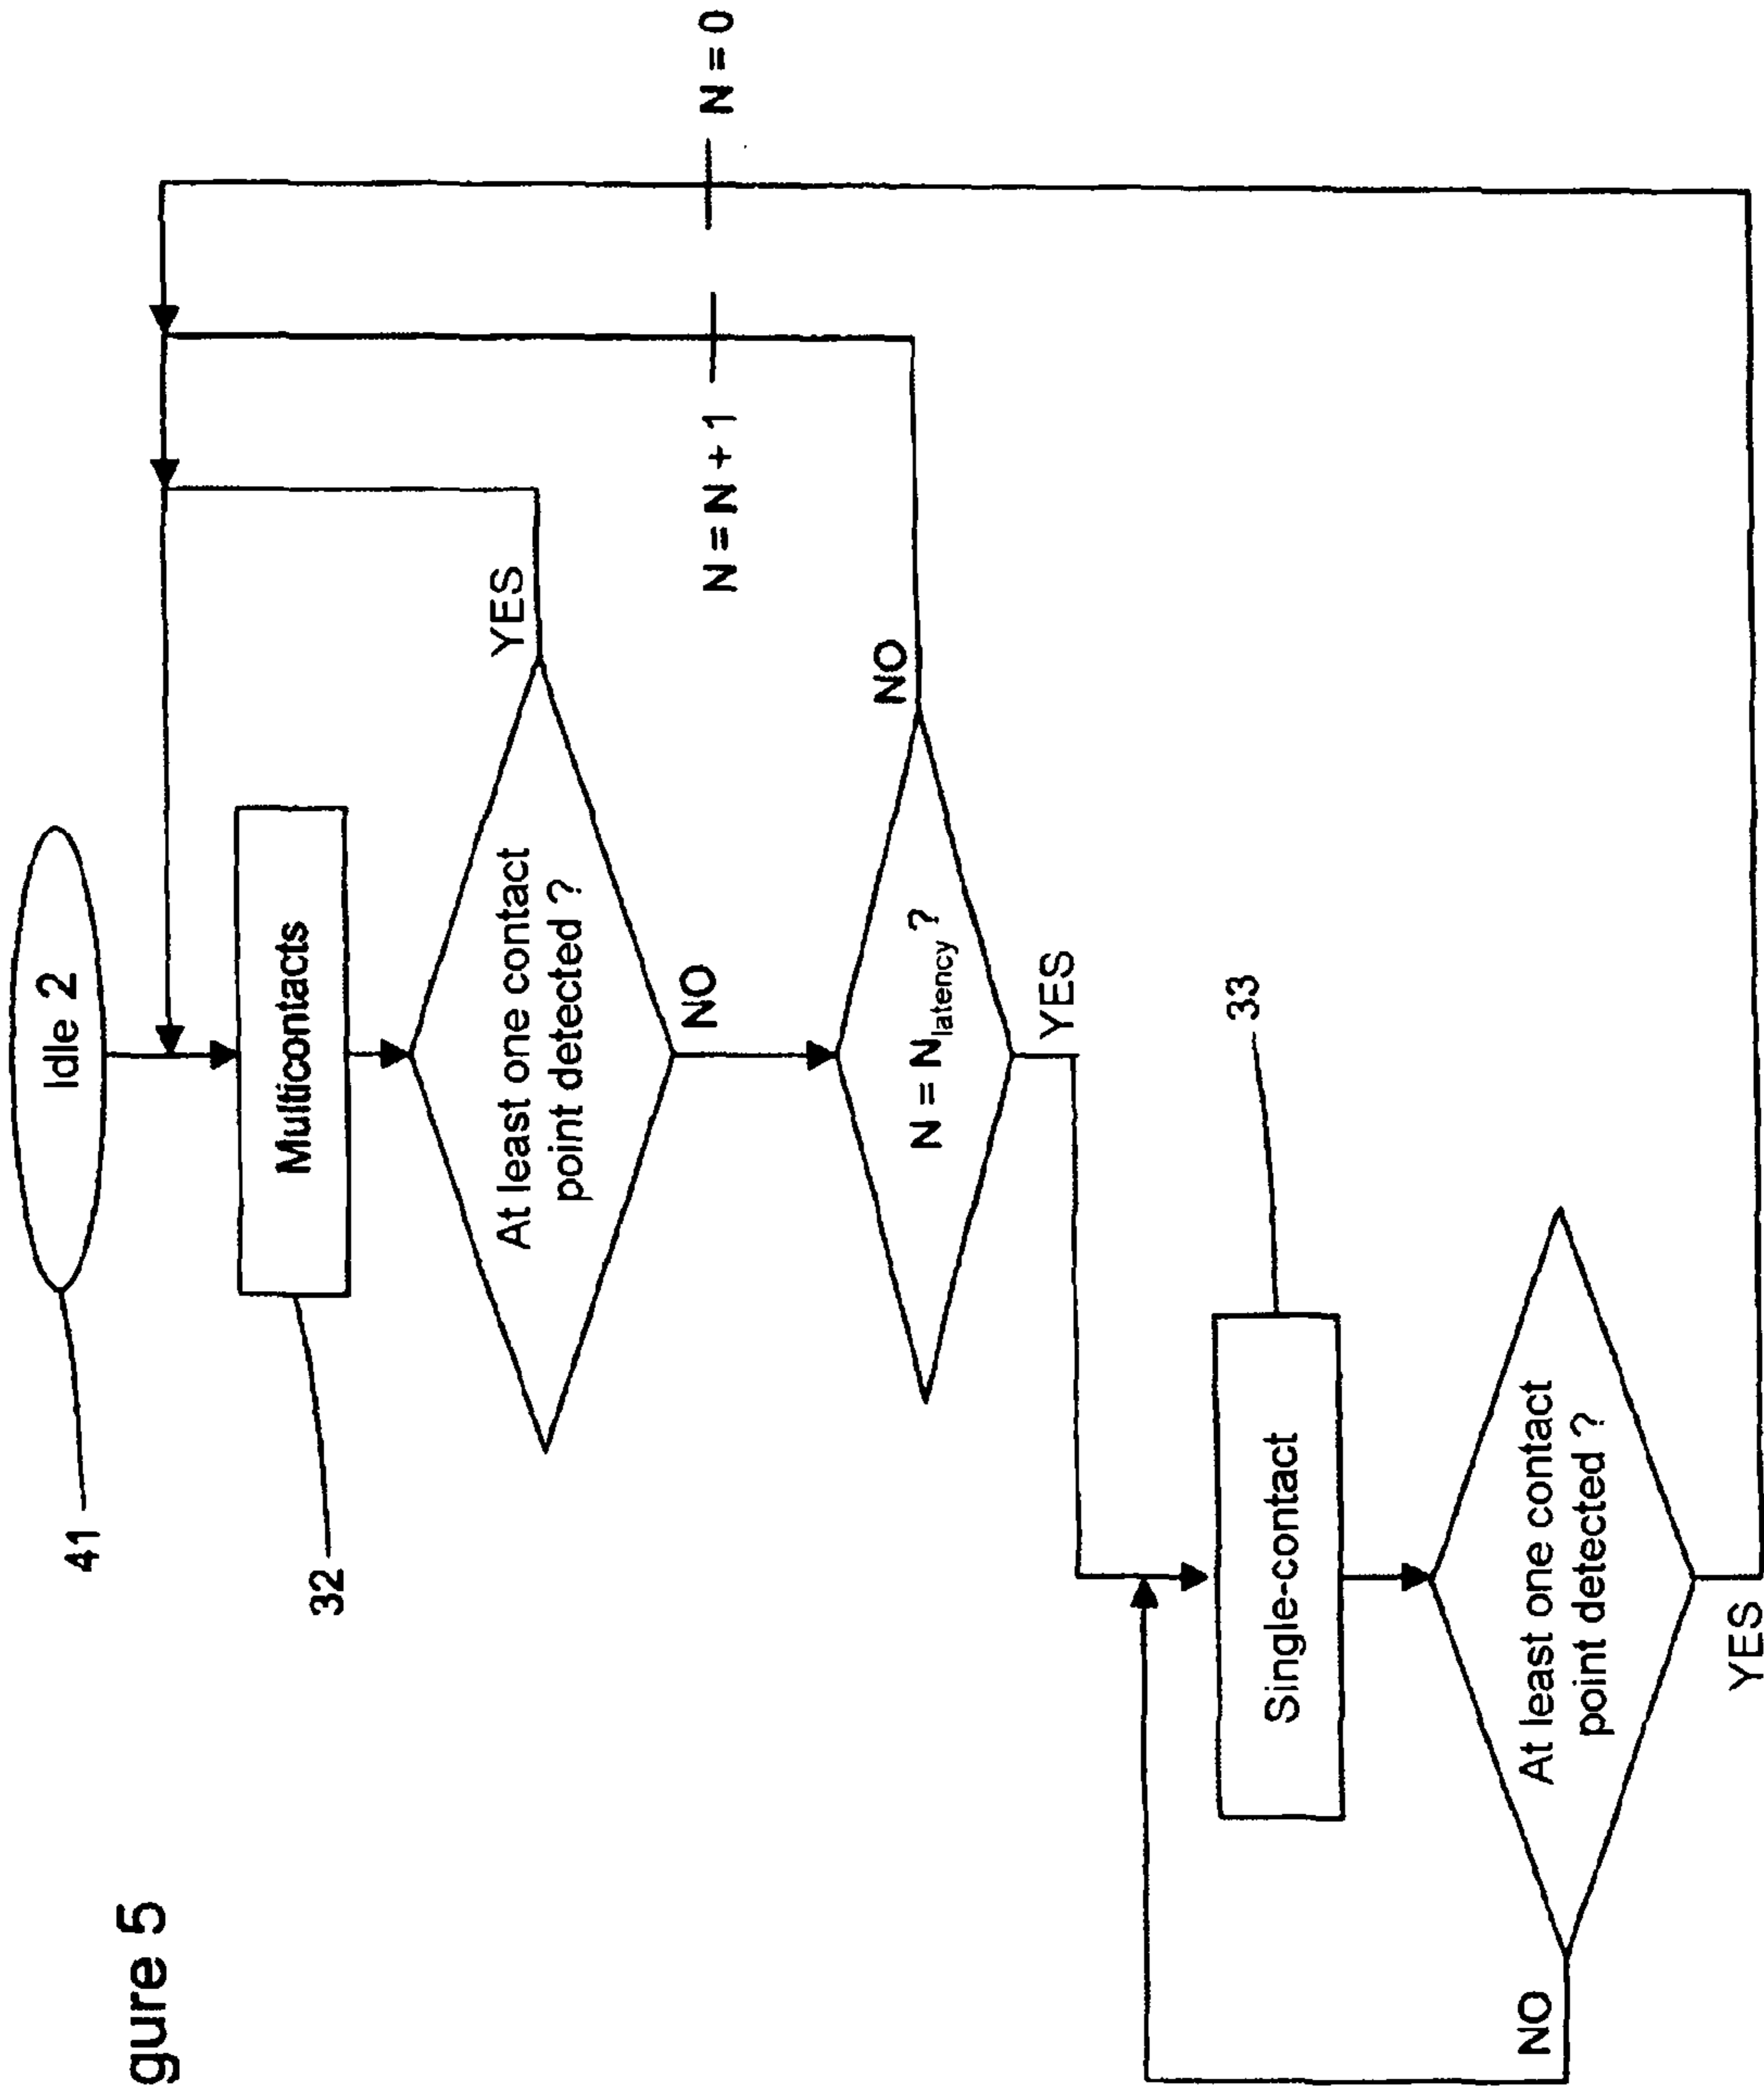 gure 5
41
Idle 2
32
Multicontacts
At least one contact
point detected ?
YES
NO
N = N + 1
N = 0
N = Nlatency ?
NO
YES
33
Single-contact
At least one contact
point detected ?
NO
YES